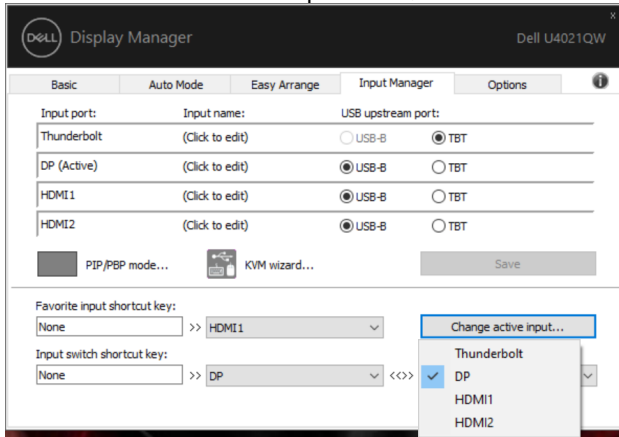 x
DELL Display Manager Dell U4021QW
Basic Auto Mode Easy Arrange Input Manager Options i
Input port: Input name: USB upstream port:
Thunderbolt (Click to edit) USB-B TBT
DP (Active) (Click to edit) USB-B TBT
HDMI1 (Click to edit) USB-B TBT
HDMI2 (Click to edit) USB-B TBT
PIP/PBP mode... KVM wizard... Save
Favorite input shortcut key:
None >> HDMI1 Change active input...
Input switch shortcut key:
None >> DP <<>>
Thunderbolt
DP
HDMI1
HDMI2